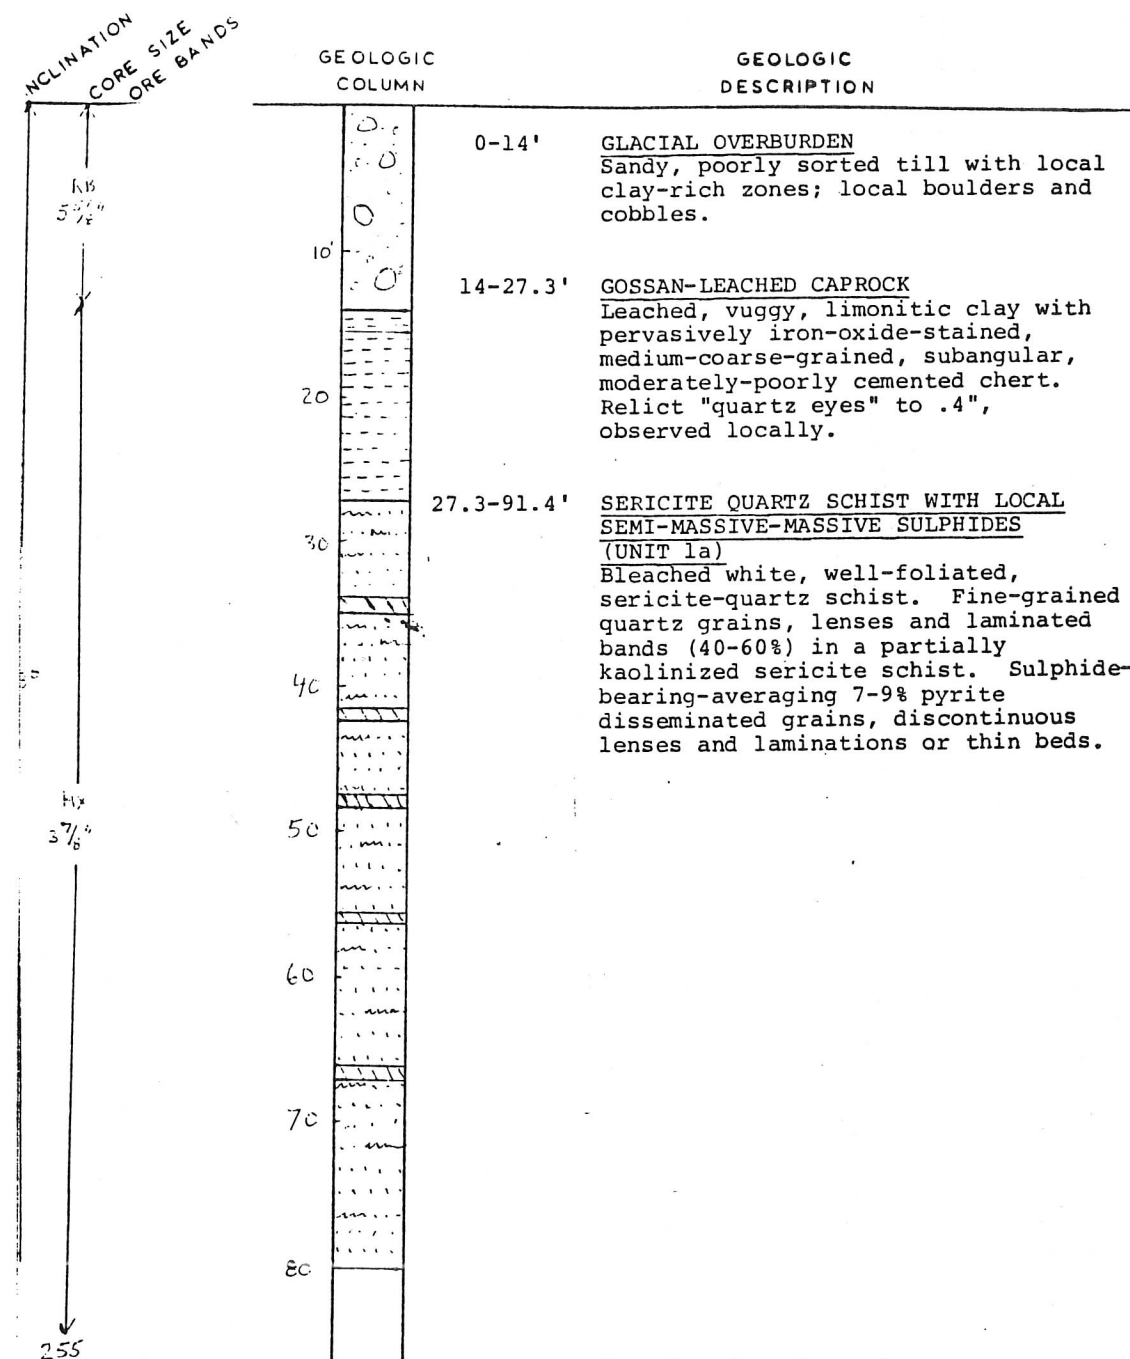 INCLINATION
CORE SIZE
ORE BANDS
GEOLOGIC
COLUMN
GEOLOGIC
DESCRIPTION
0-14' GLACIAL OVERBURDEN
Sandy, poorly sorted till with local
clay-rich zones; local boulders and
cobbles.
10'
14-27.3' GOSSAN-LEACHED CAPROCK
Leached, vuggy, limonitic clay with
pervasively iron-oxide-stained,
medium-coarse-grained, subangular,
moderately-poorly cemented chert.
20
Relict "quartz eyes" to .4",
observed locally.
27.3-91.4' SERICITE QUARTZ SCHIST WITH LOCAL
SEMI-MASSIVE-MASSIVE SULPHIDES
30
(UNIT 1a)
Bleached white, well-foliated,
sericite-quartz schist. Fine-grained
quartz grains, lenses and laminated
bands (40-60%) in a partially
kaolinized sericite schist. Sulphide-
40
bearing-averaging 7-9% pyrite
disseminated grains, discontinuous
lenses and laminations or thin beds.
3 7/8"
50
60
70
80
255